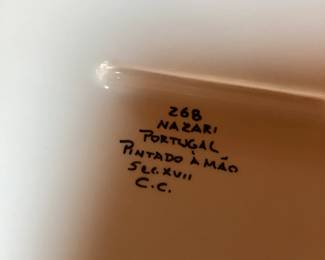 268
NAZARI
PORTUGAL
PINTADO À MÃO
SEC. XVII
C.C.